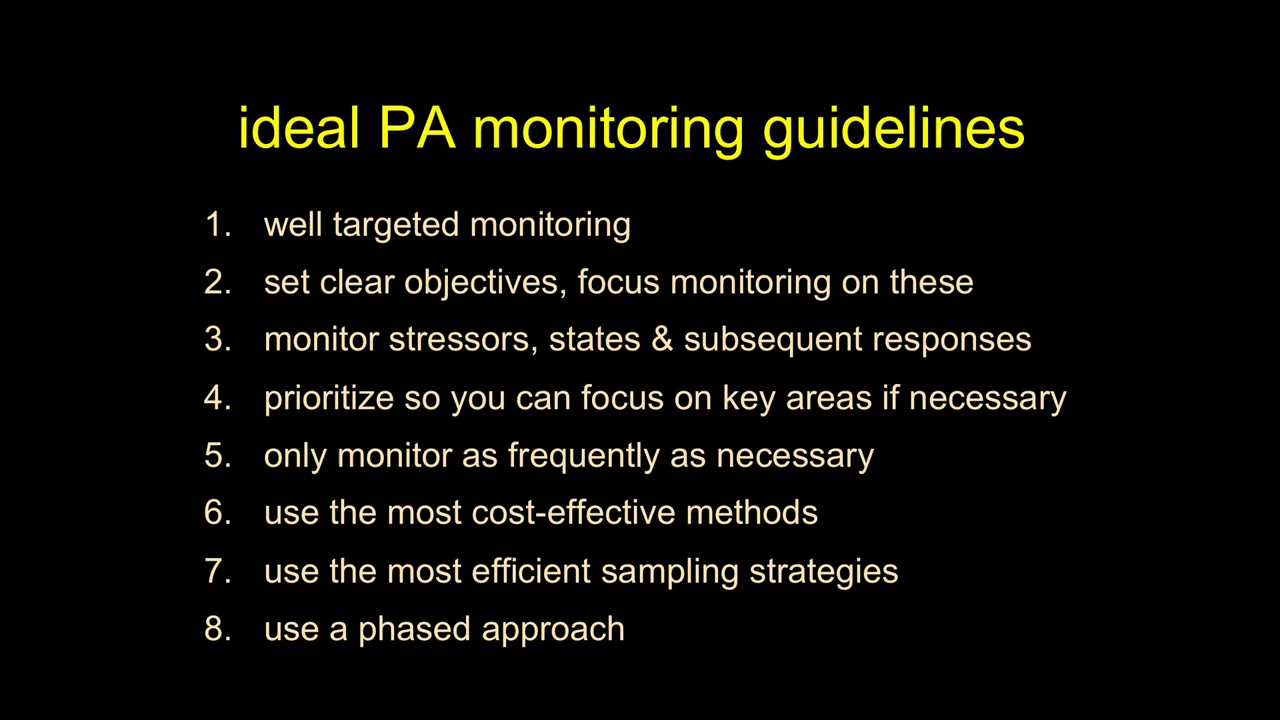 ideal PA monitoring guidelines
1. well targeted monitoring
2. set clear objectives, focus monitoring on these
3. monitor stressors, states & subsequent responses
4. prioritize so you can focus on key areas if necessary
5. only monitor as frequently as necessary
6. use the most cost-effective methods
7. use the most efficient sampling strategies
8. use a phased approach